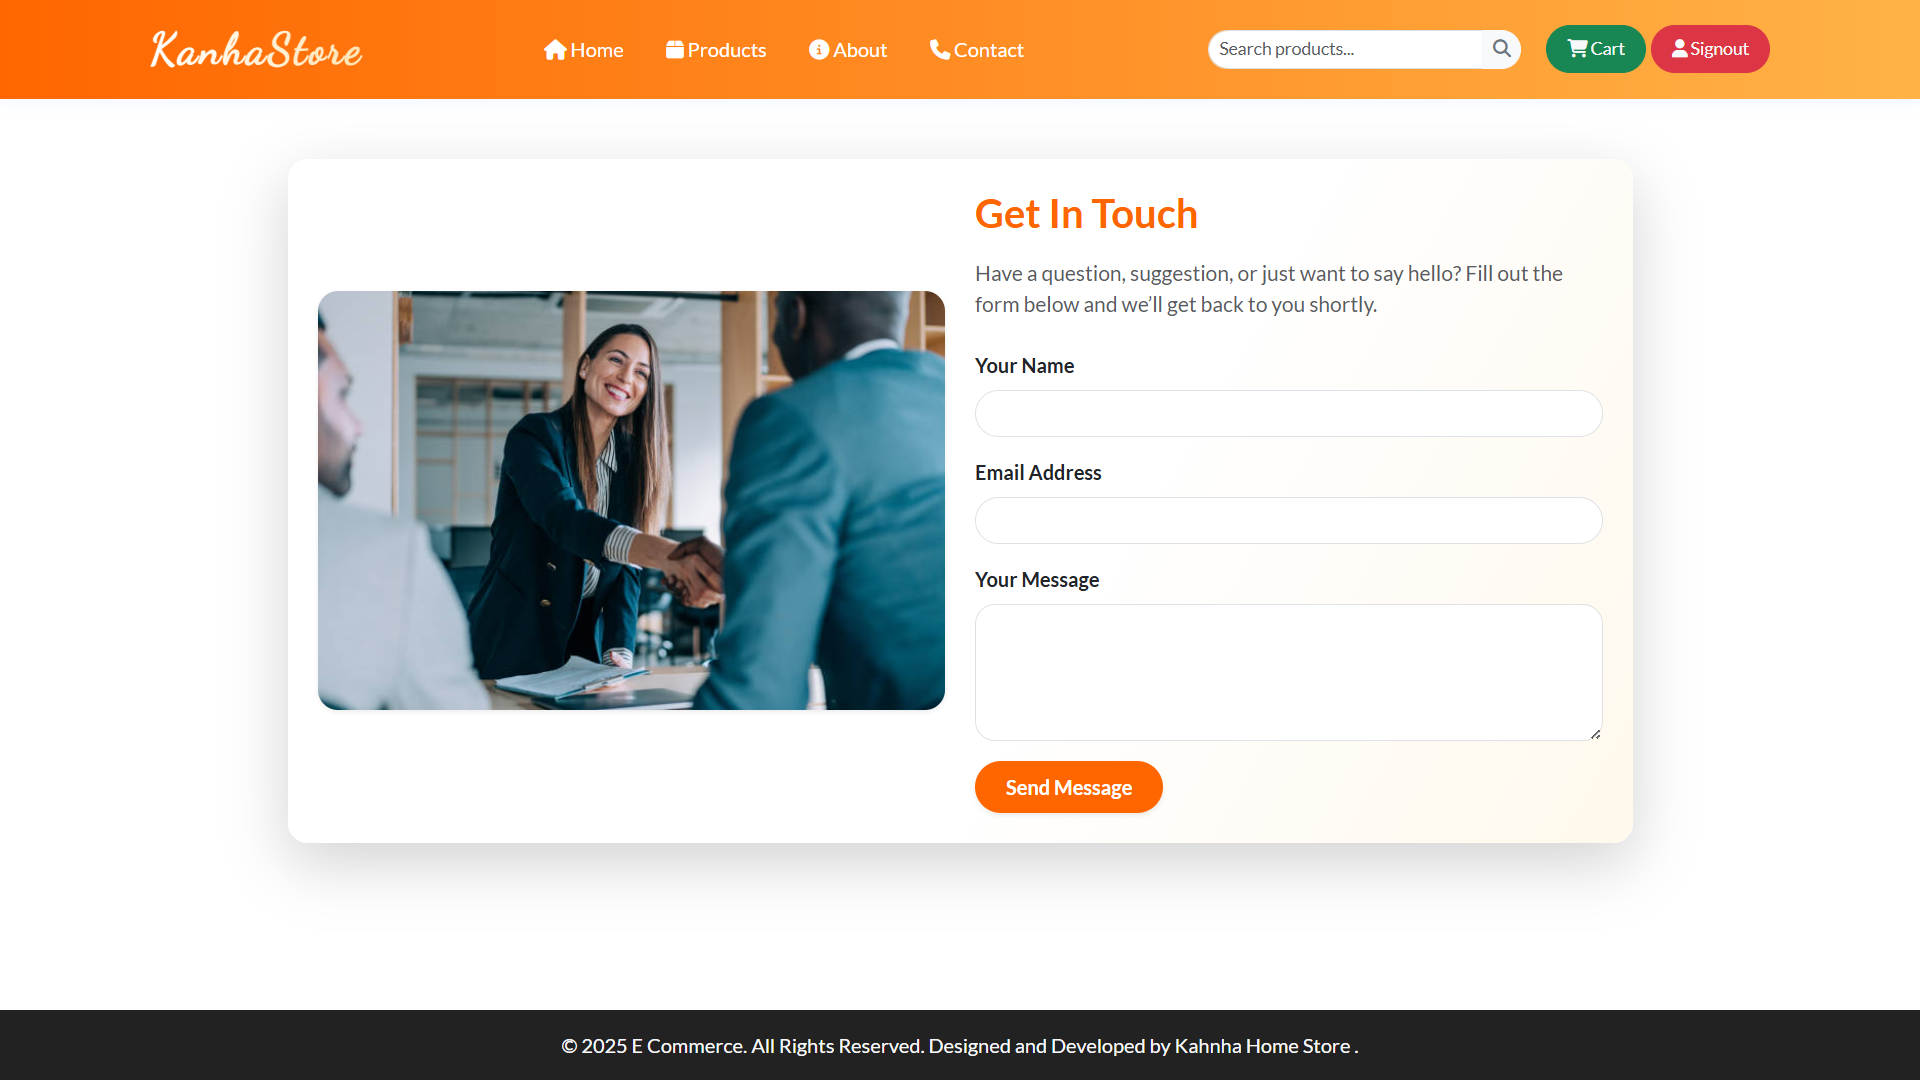 KanhaStore
Home
Products
About
Contact
Search products...
Cart
Signout
Get In Touch
Have a question, suggestion, or just want to say hello? Fill out the
form below and we’ll get back to you shortly.
Your Name
Email Address
Your Message
Send Message
© 2025 E Commerce. All Rights Reserved. Designed and Developed by Kahnha Home Store .